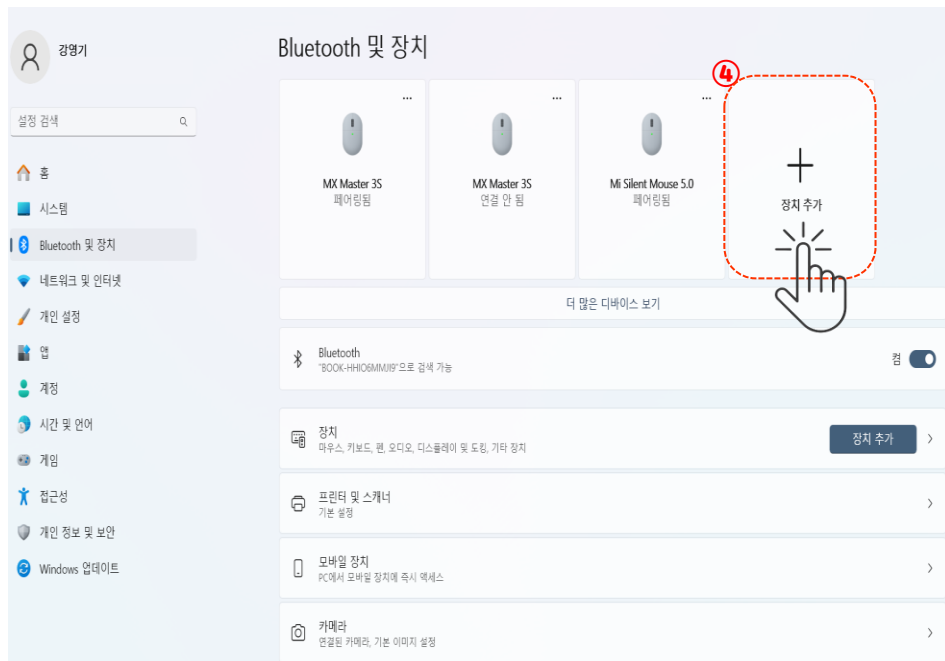 강영기
Bluetooth 및 장치
④
설정 검색
홈
시스템
Bluetooth 및 장치
네트워크 및 인터넷
개인 설정
앱
계정
시간 및 언어
게임
접근성
개인 정보 및 보안
Windows 업데이트
MX Master 3S
페어링됨
MX Master 3S
연결 안 됨
Mi Silent Mouse 5.0
페어링됨
장치 추가
더 많은 디바이스 보기
Bluetooth
"BOOK-HHIO6MMJI9"으로 검색 가능
켬
장치
마우스, 키보드, 펜, 오디오, 디스플레이 및 도킹, 기타 장치
장치 추가
프린터 및 스캐너
기본 설정
모바일 장치
PC에서 모바일 장치에 즉시 액세스
카메라
연결된 카메라, 기본 이미지 설정